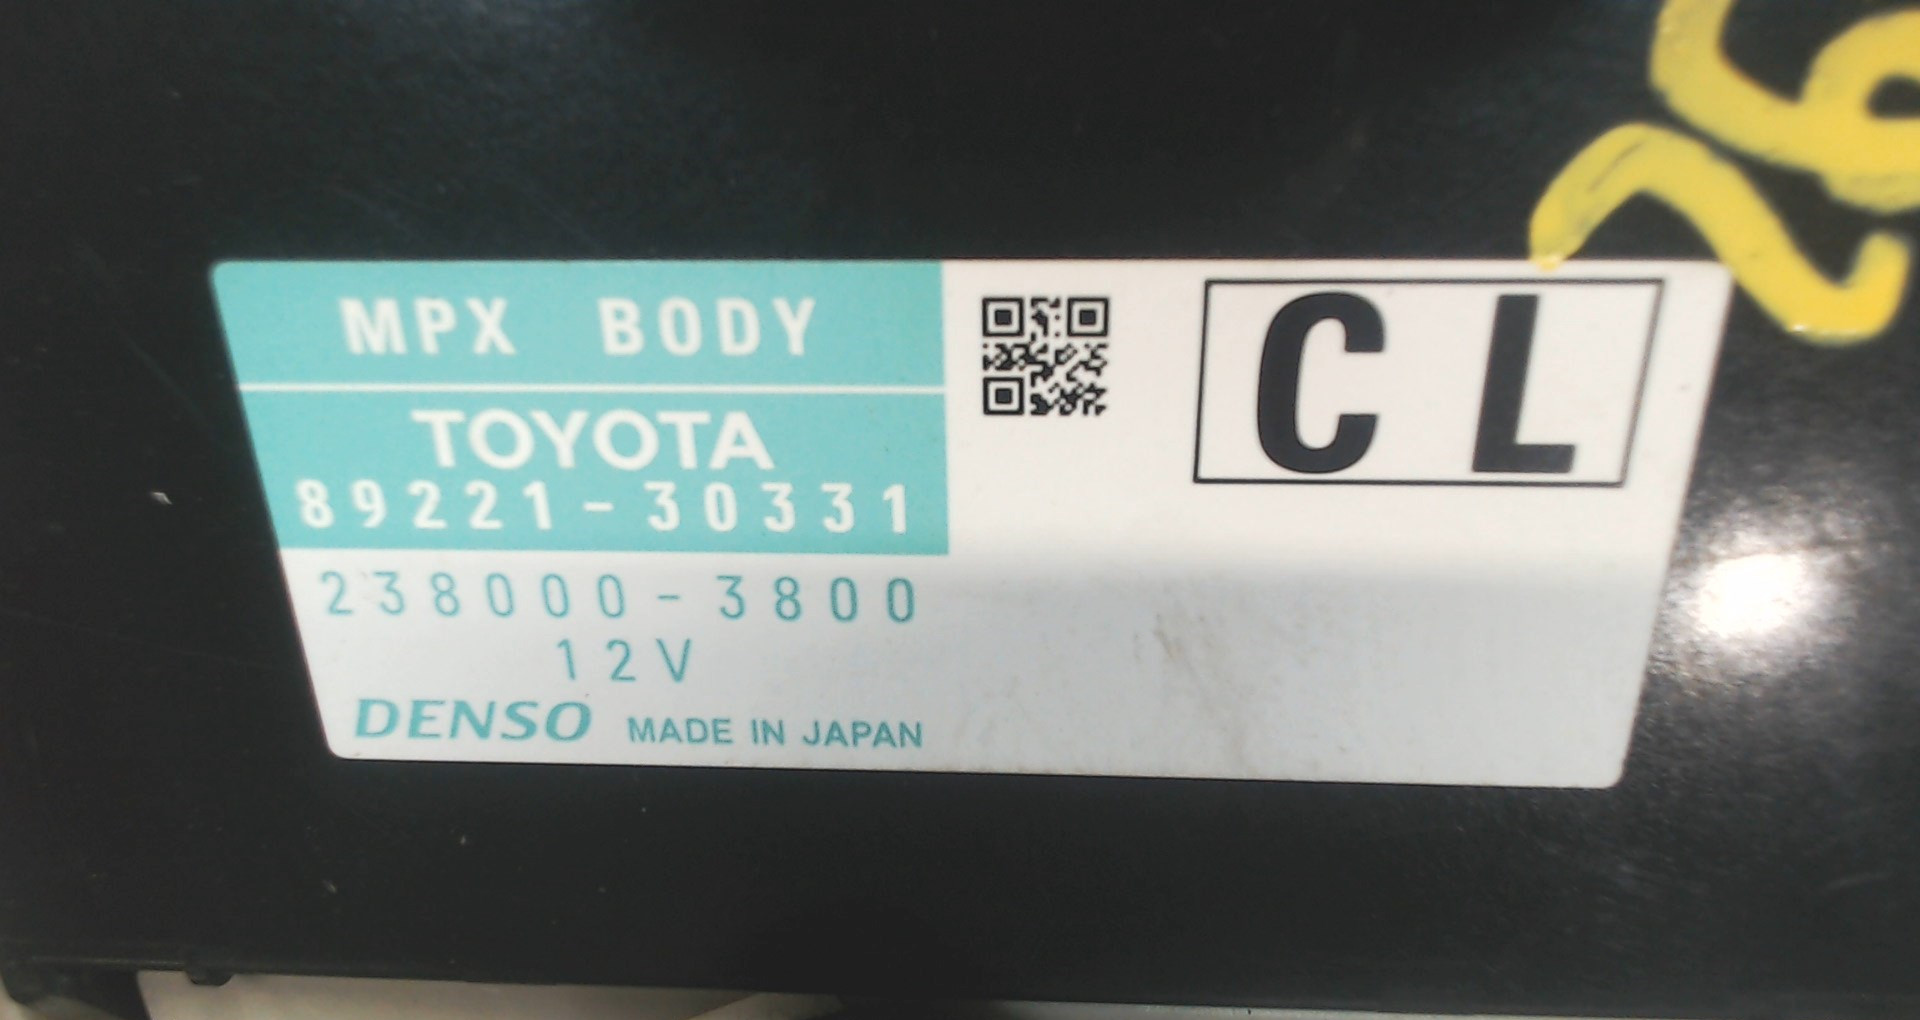 MPX BODY
TOYOTA
89221-30331
238000-3800
12V
DENSO MADE IN JAPAN
CL